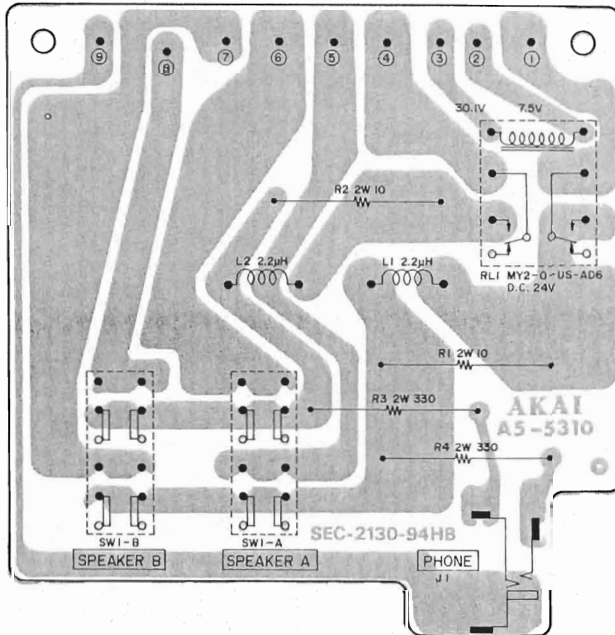 9 8 7 6 5 4 3 2 1
30.1V 7.5V
R2 2W 10
L2 2.2μH L1 2.2μH
RL1 MY2-0-US-AD6
D.C. 24V
R1 2W 10
R3 2W 330
AKAI
A5-5310
R4 2W 330
SEC-2130-94HB
SW1-B SW1-A
SPEAKER B SPEAKER A PHONE
J1